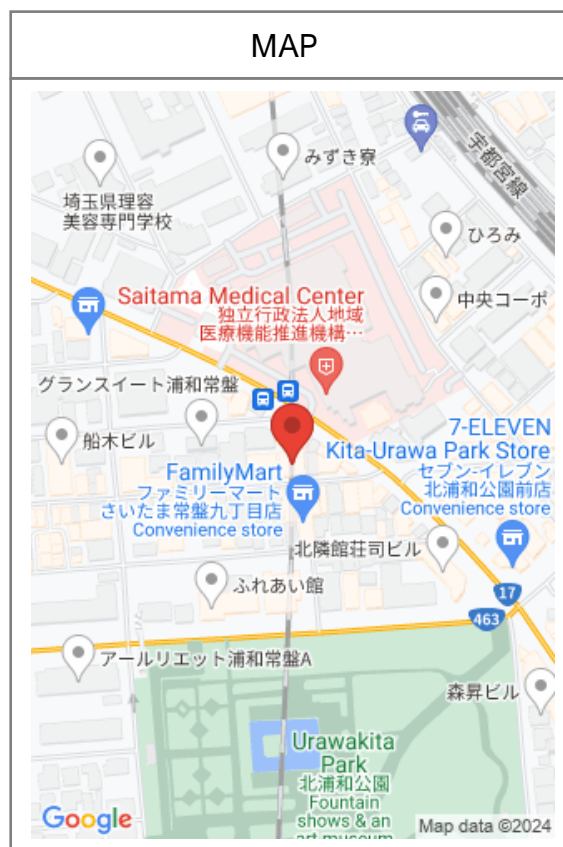 MAP
みずき寮
宇都宮線
埼玉県理容
美容専門学校
ひろみ
Saitama Medical Center
独立行政法人地域
医療機能推進機構…
中央コーポ
グランスイート浦和常盤
船木ビル
7-ELEVEN
Kita-Urawa Park Store
セブン-イレブン
北浦和公園前店
Convenience store
FamilyMart
ファミリーマート
さいたま常盤九丁目店
Convenience store
北隣館荘司ビル
ふれあい館
17
463
アールリエット浦和常盤A
森昇ビル
Urawakita
Park
北浦和公園
Fountain
shows & an
art museum
Google
Map data ©2024